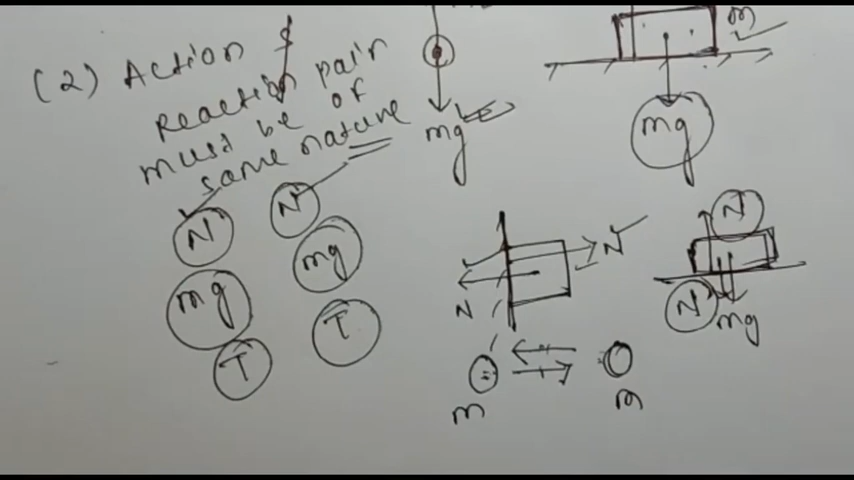 (2) Action &
Reaction pair
must be of
same nature
N N
mg mg
T T
mg
m
mg
N N
N
N mg
m m